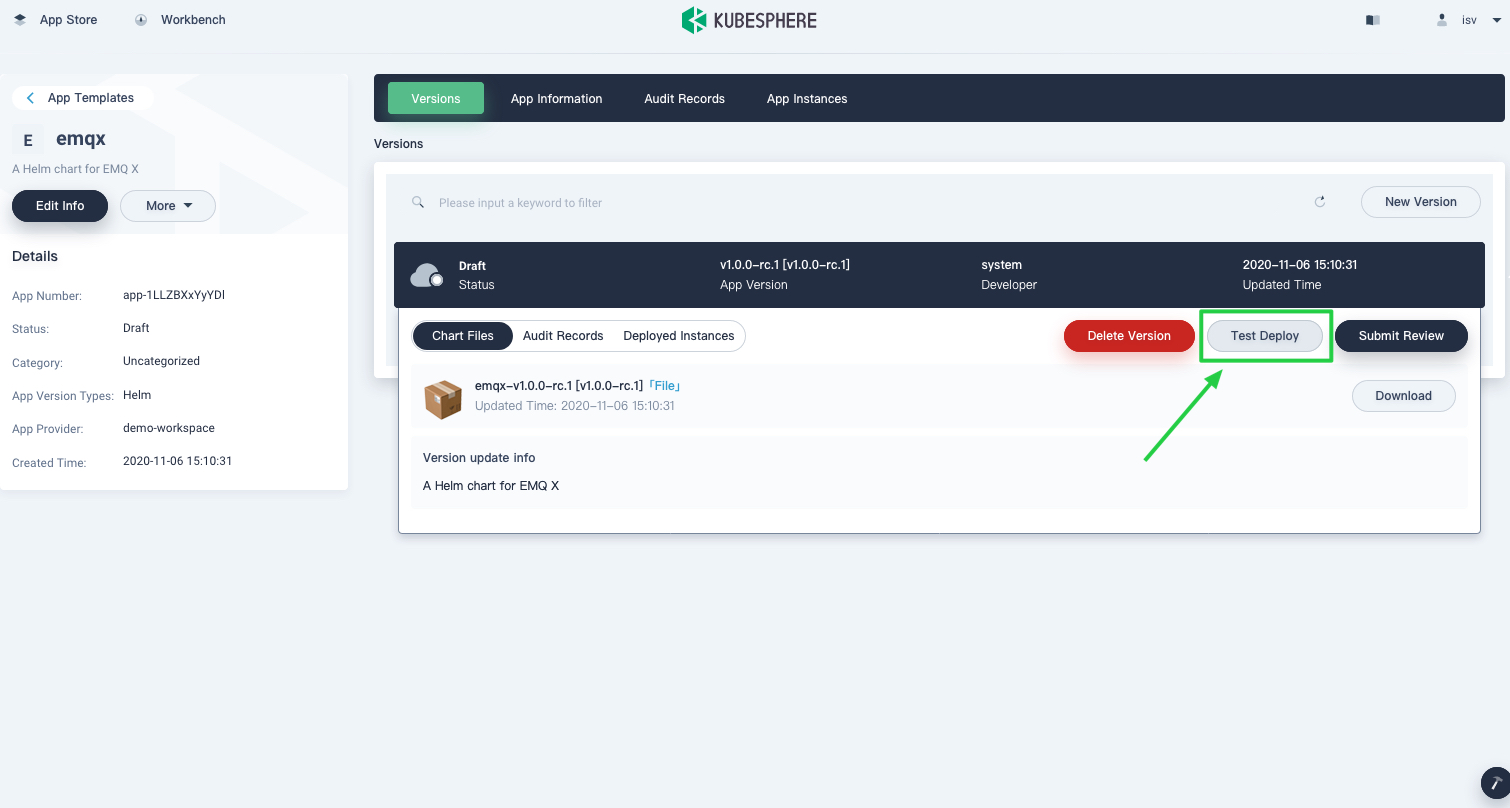 App Store
Workbench
KUBESPHERE
isv
App Templates
E
emqx
A Helm chart for EMQ X
Edit Info
More
Details
App Number: app-1LLZBXxYyYDl
Status: Draft
Category: Uncategorized
App Version Types: Helm
App Provider: demo-workspace
Created Time: 2020-11-06 15:10:31
Versions
App Information
Audit Records
App Instances
Versions
Please input a keyword to filter
New Version
Draft
Status
v1.0.0-rc.1 [v1.0.0-rc.1]
App Version
system
Developer
2020-11-06 15:10:31
Updated Time
Chart Files
Audit Records
Deployed Instances
Delete Version
Test Deploy
Submit Review
emqx-v1.0.0-rc.1 [v1.0.0-rc.1]「File」
Updated Time: 2020-11-06 15:10:31
Download
Version update info
A Helm chart for EMQ X